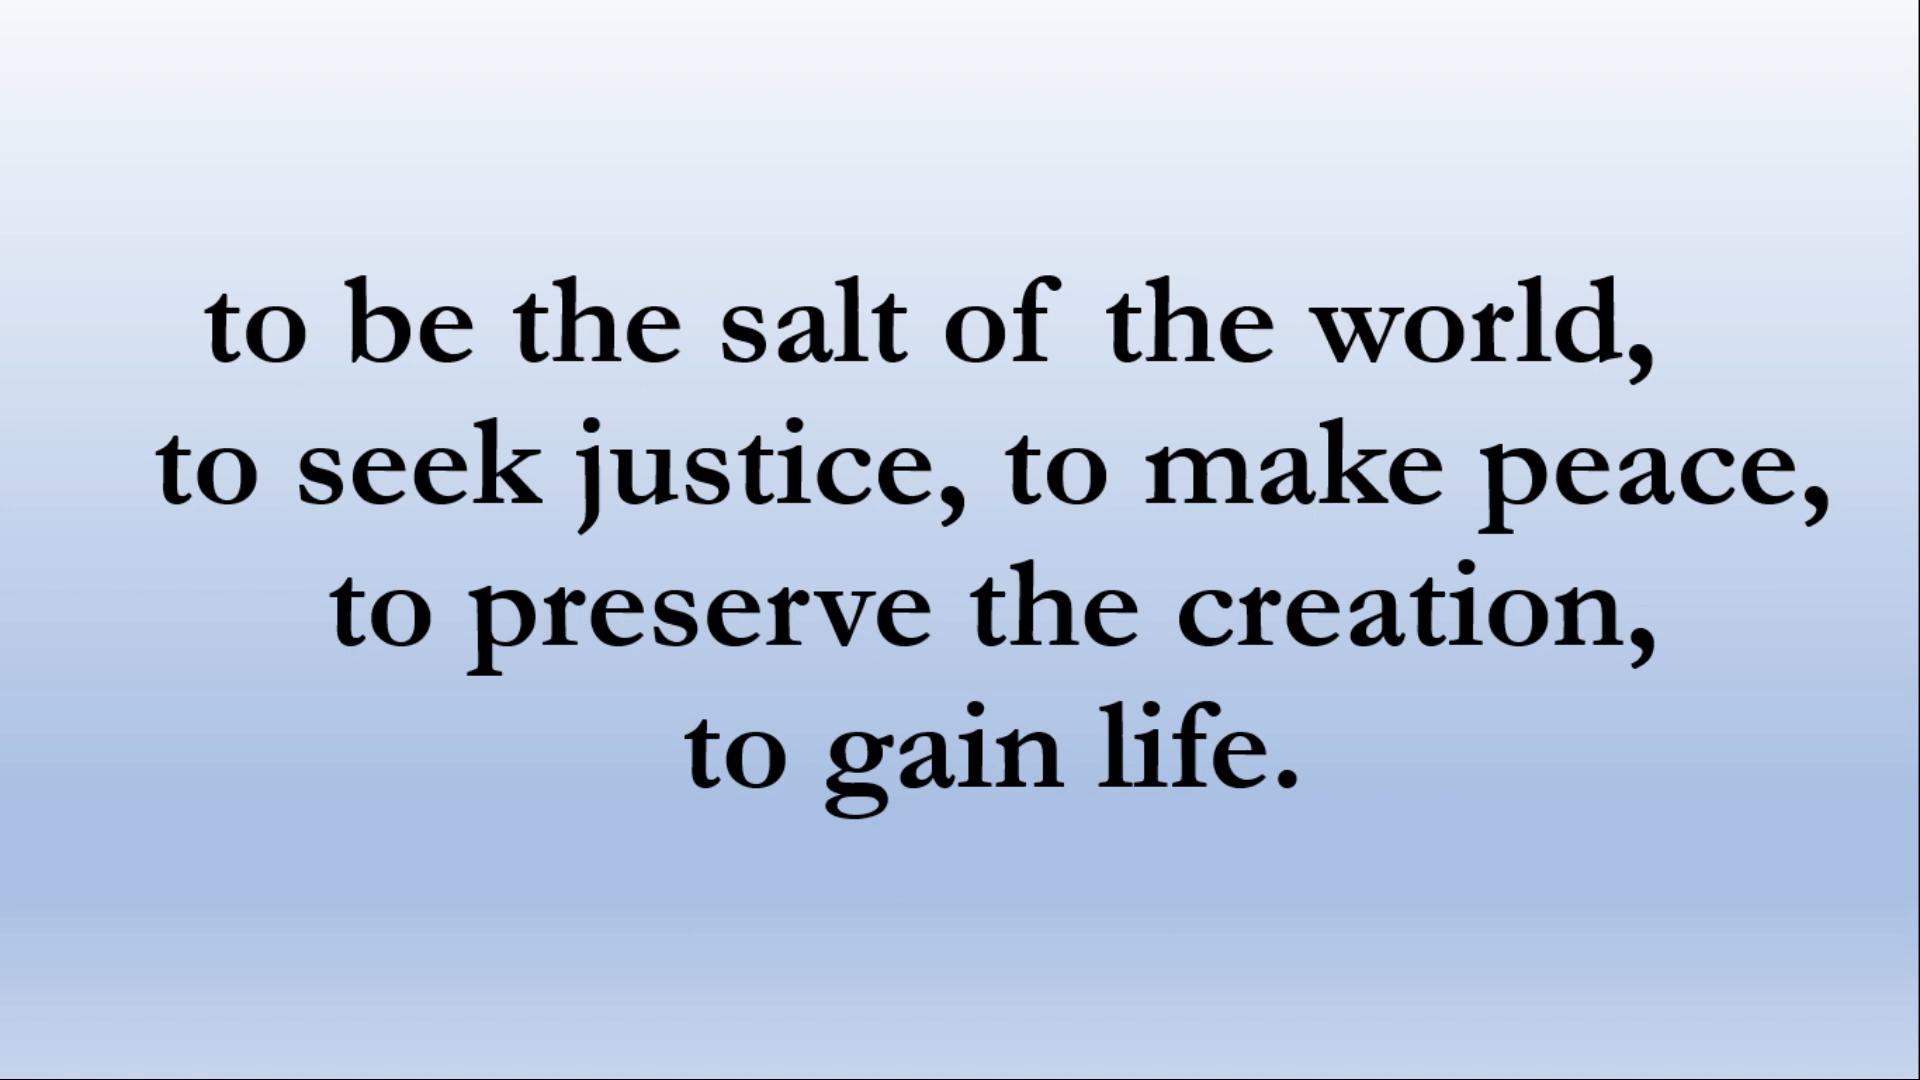 to be the salt of the world,
to seek justice, to make peace,
to preserve the creation,
to gain life.